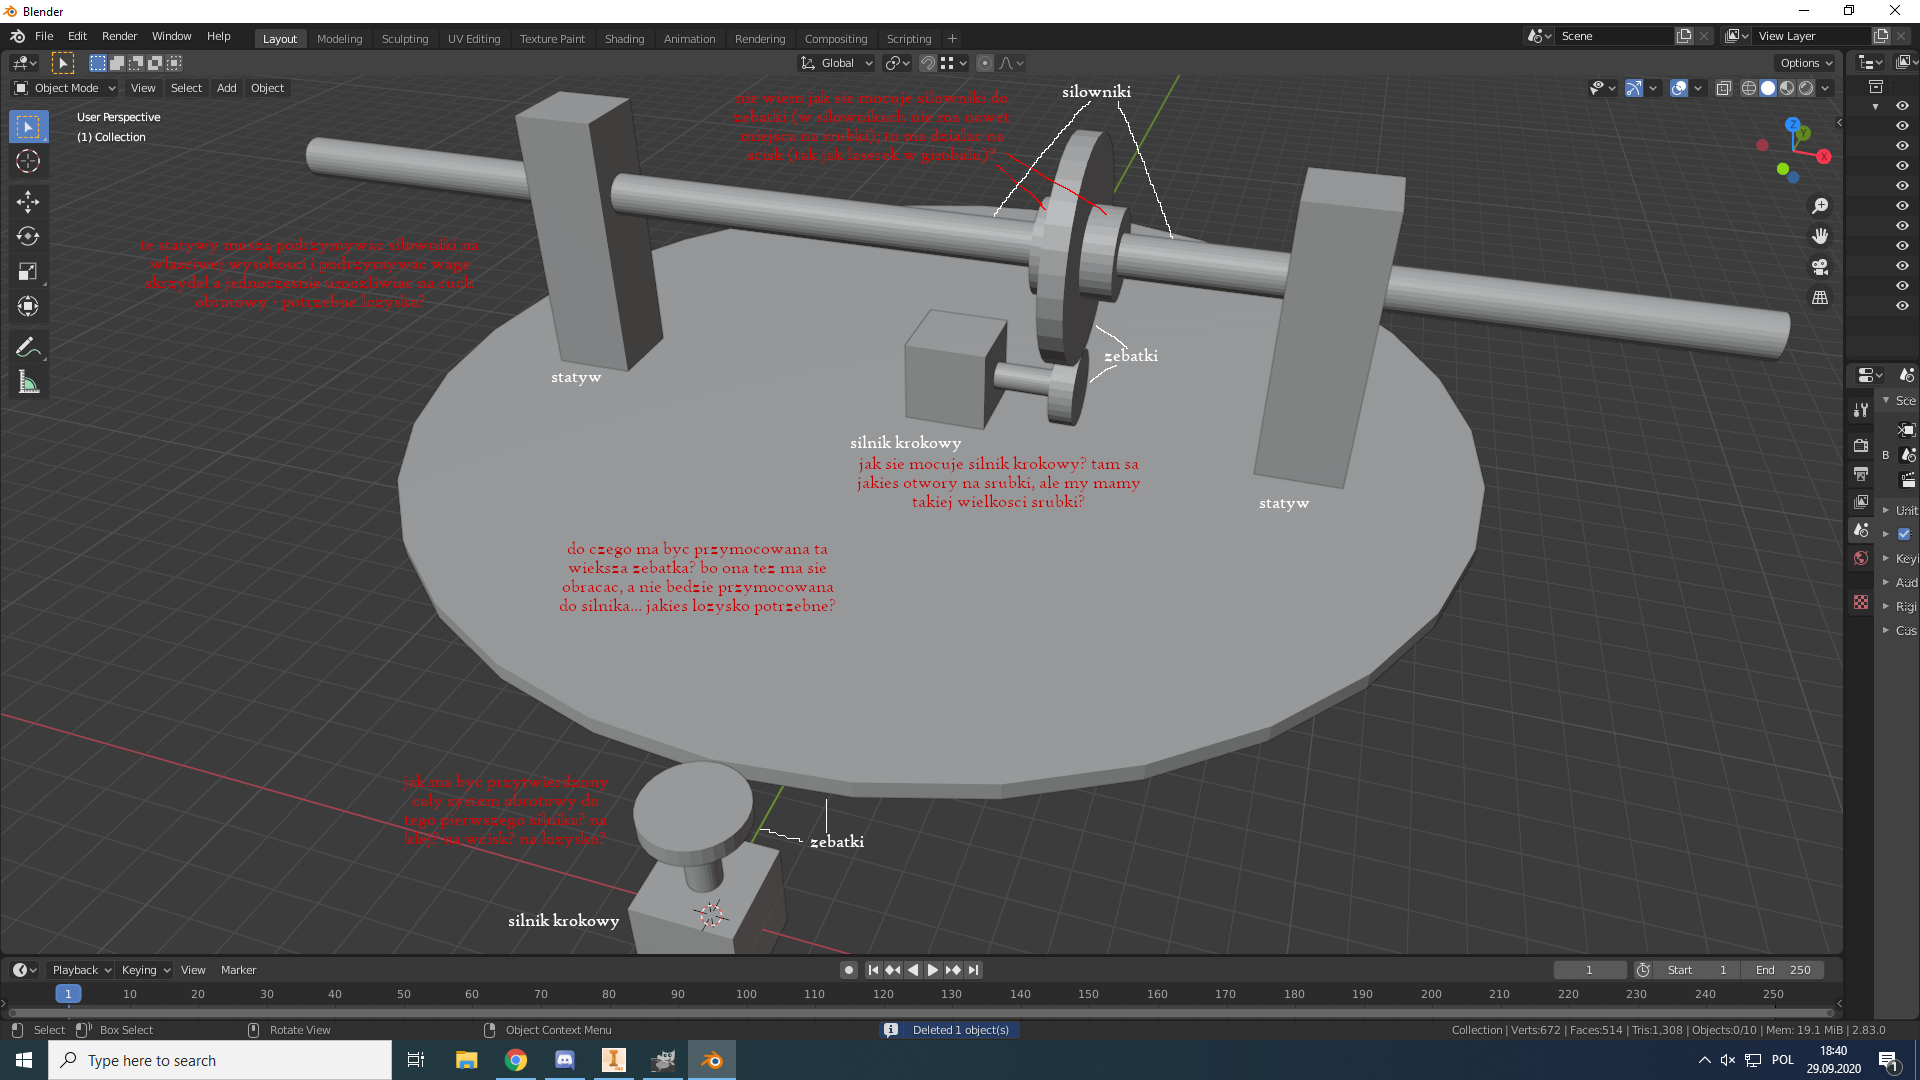 Blender
File Edit Render Window Help
Layout Modeling Sculpting UV Editing Texture Paint Shading Animation Rendering Compositing Scripting +
Scene
View Layer
Global
Options
Object Mode View Select Add Object
User Perspective
(1) Collection
silowniki
nie wiem jak sie mocuje silowniki do
zebatki (w silownikach nie ma nawet
miejsca na srubki); to ma dzialac na
scisk (tak jak laserek w gimbalu)?
te statywy musza podtrzymywac silowniki na
wlasciwej wysokosci i podtrzymywac wage
skrzydel a jednoczesnie umozliwiac na ruch
obrotowy - potrzebne lozysko?
zebatki
statyw
silnik krokowy
jak sie mocuje silnik krokowy? tam sa
jakies otwory na srubki, ale my mamy
takiej wielkosci srubki?
statyw
do czego ma byc przymocowana ta
wieksza zebatka? bo ona tez ma sie
obracac, a nie bedzie przymocowana
do silnika... jakies lozysko potrzebne?
jak ma byc przytwierdzony
caly system obrotowy do
tego pierwszego silnika? na
klej? na wcisk? na lozysko?
zebatki
silnik krokowy
Z
Y
X
Sce
B
Unit
Keyi
Add
Rigi
Cus
Playback Keying View Marker
1
Start 1
End 250
1 10 20 30 40 50 60 70 80 90 100 110 120 130 140 150 160 170 180 190 200 210 220 230 240 250
Select Box Select Rotate View Object Context Menu
Deleted 1 object(s)
Collection | Verts:672 | Faces:514 | Tris:1,308 | Objects:0/10 | Mem: 19.1 MiB | 2.83.0
Type here to search
POL
18:40
29.09.2020
1